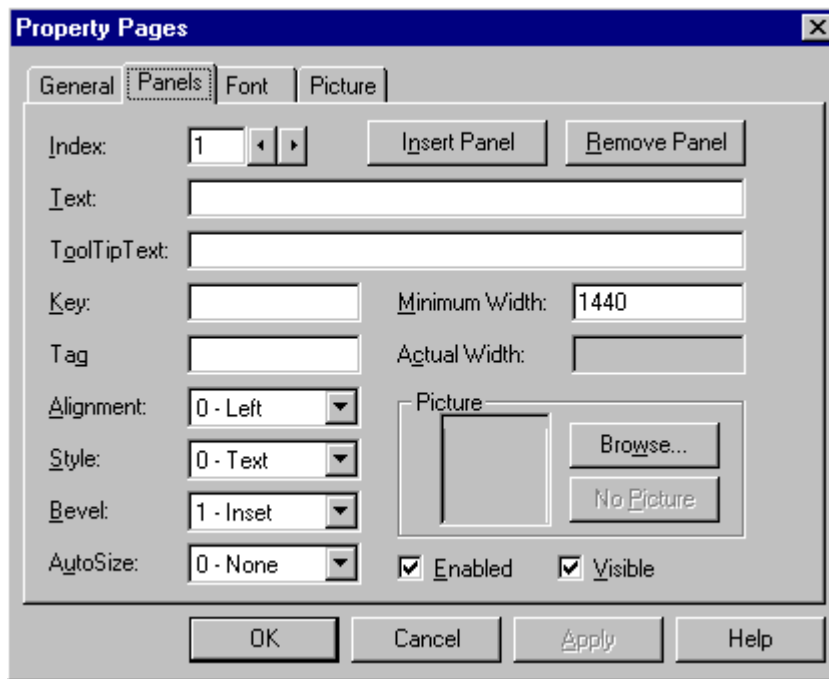 Property Pages
General Panels Font Picture
Index: 1 Insert Panel Remove Panel
Text:
ToolTipText:
Key: Minimum Width: 1440
Tag Actual Width:
Alignment: 0 - Left Picture
Style: 0 - Text Browse...
Bevel: 1 - Inset No Picture
AutoSize: 0 - None Enabled Visible
OK Cancel Apply Help